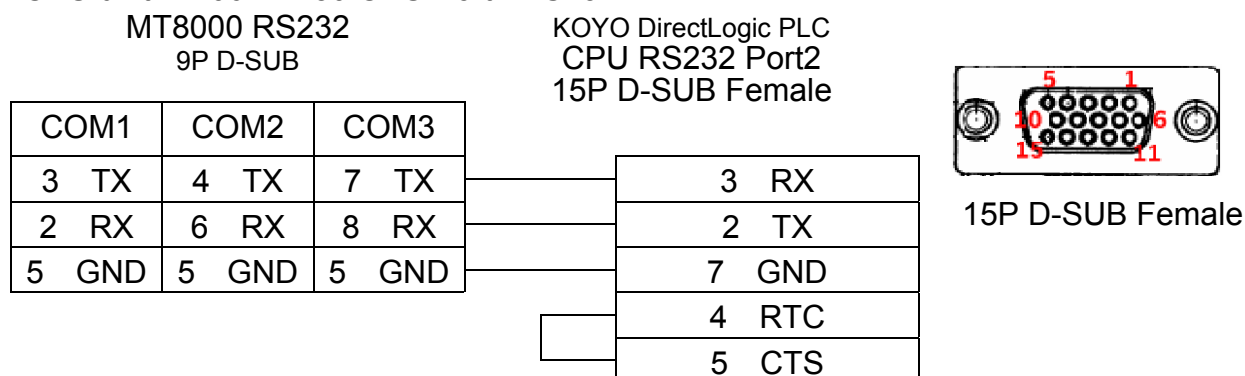 MT8000 RS232
9P D-SUB
KOYO DirectLogic PLC
CPU RS232 Port2
15P D-SUB Female
COM1 COM2 COM3
3 TX 4 TX 7 TX 3 RX
2 RX 6 RX 8 RX 2 TX
5 GND 5 GND 5 GND 7 GND
4 RTC
5 CTS
5 1
10 6
15 11
15P D-SUB Female